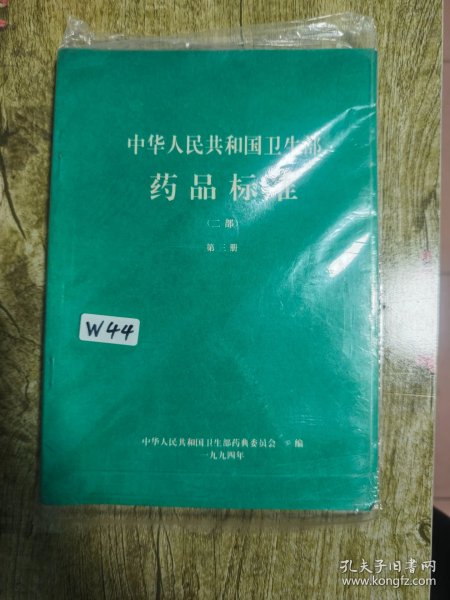 中华人民共和国卫生部
药品标准
(二部)
第三册
W44
中华人民共和国卫生部药典委员会 编
一九九四年
孔夫子旧书网
www.kongfz.com